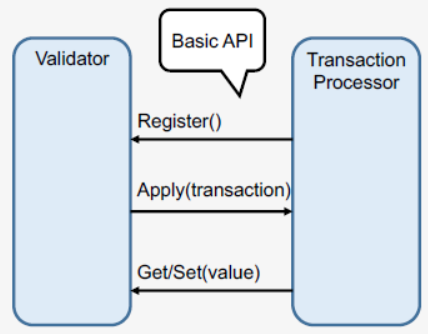 Basic API
Validator
Transaction
Processor
Register()
Apply(transaction)
Get/Set(value)